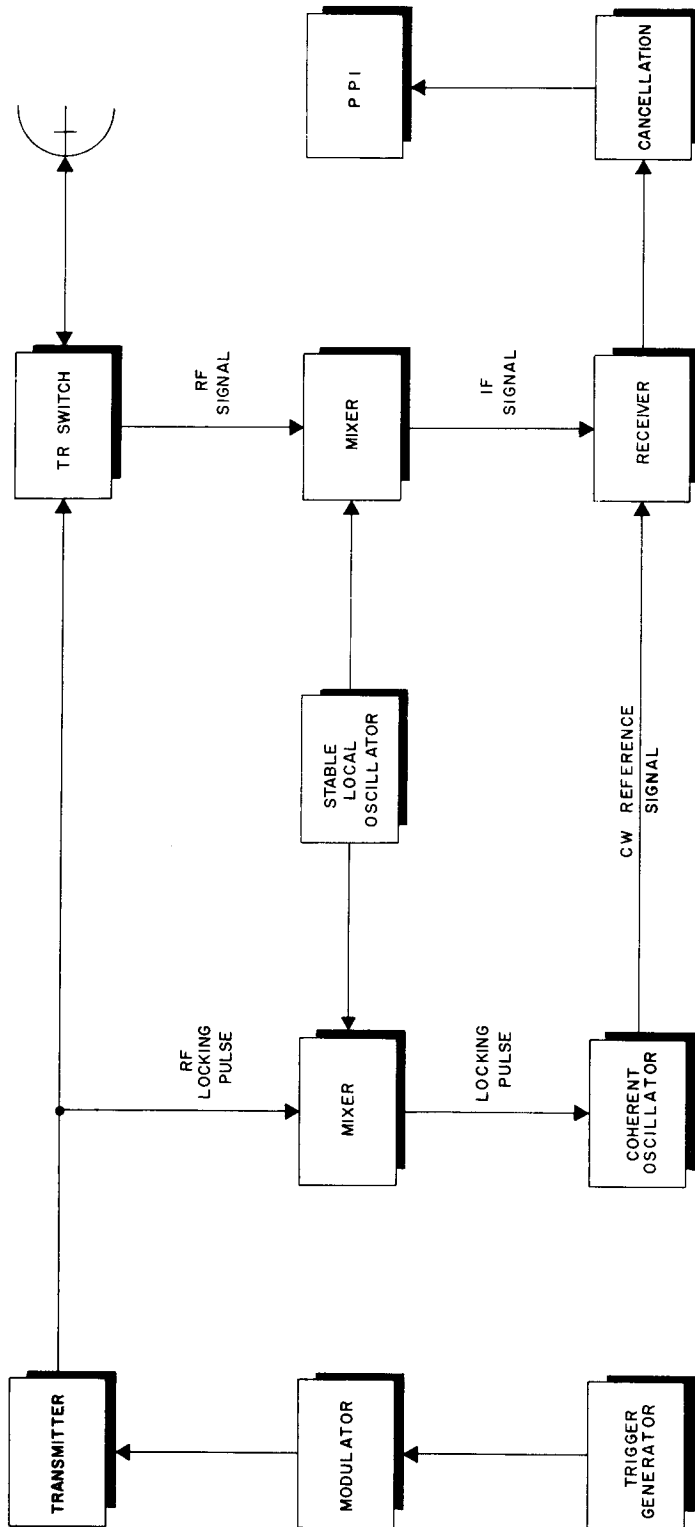 TRANSMITTER
TR SWITCH
RF
LOCKING
PULSE
RF
SIGNAL
MODULATOR
MIXER
STABLE
LOCAL
OSCILLATOR
MIXER
PPI
LOCKING
PULSE
IF
SIGNAL
TRIGGER
GENERATOR
COHERENT
OSCILLATOR
CW REFERENCE
SIGNAL
RECEIVER
CANCELLATION